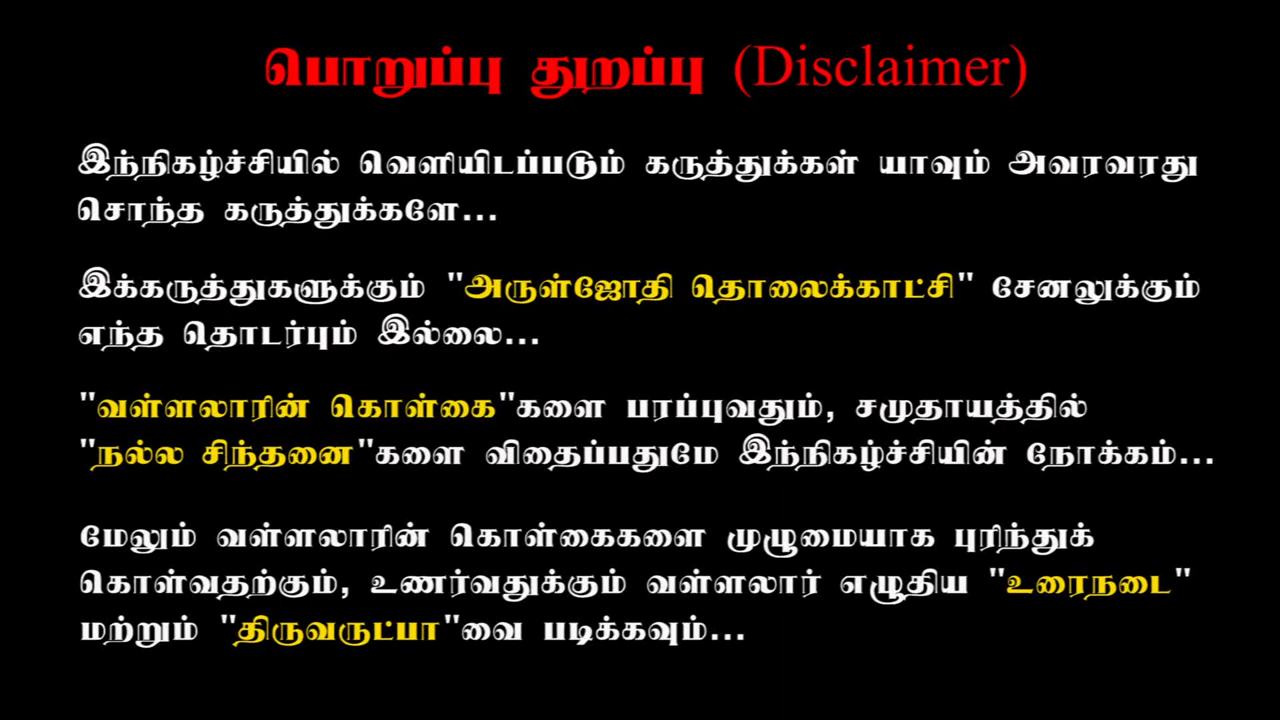 பொறுப்பு துறப்பு (Disclaimer)
இந்நிகழ்ச்சியில் வெளியிடப்படும் கருத்துக்கள் யாவும் அவரவரது
சொந்த கருத்துக்களே...
இக்கருத்துகளுக்கும் "அருள்ஜோதி தொலைக்காட்சி" சேனலுக்கும்
எந்த தொடர்பும் இல்லை...
"வள்ளலாரின் கொள்கை"களை பரப்புவதும், சமுதாயத்தில்
"நல்ல சிந்தனை"களை விதைப்பதுமே இந்நிகழ்ச்சியின் நோக்கம்...
மேலும் வள்ளலாரின் கொள்கைகளை முழுமையாக புரிந்துக்
கொள்வதற்கும், உணர்வதுக்கும் வள்ளலார் எழுதிய "உரைநடை"
மற்றும் "திருவருட்பா"வை படிக்கவும்...